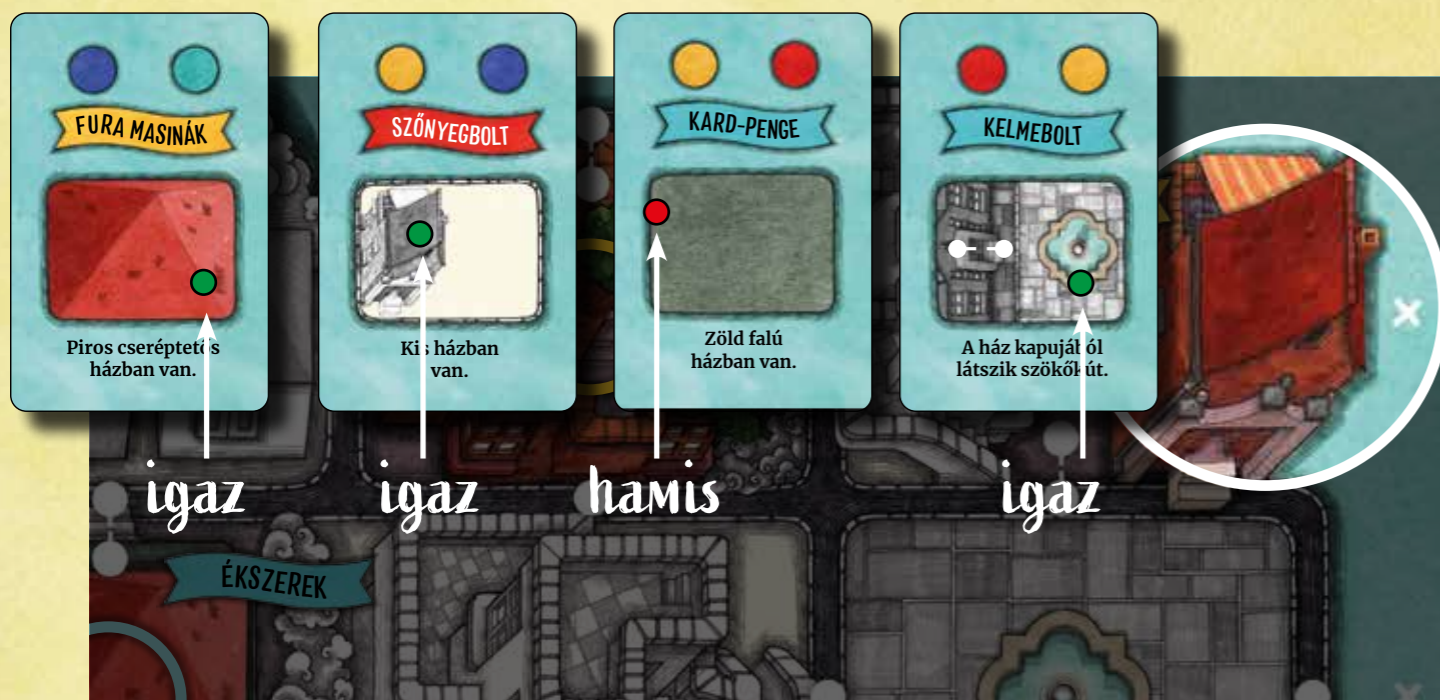 FURA MASINÁK
Piros cseréptetős
házban van.
SZŐNYEGBOLT
Kis házban
van.
KARD-PENGE
Zöld falú
házban van.
KELMEBOLT
A ház kapujából
látszik szökőkút.
igaz
igaz
hamis
igaz
ÉKSZEREK